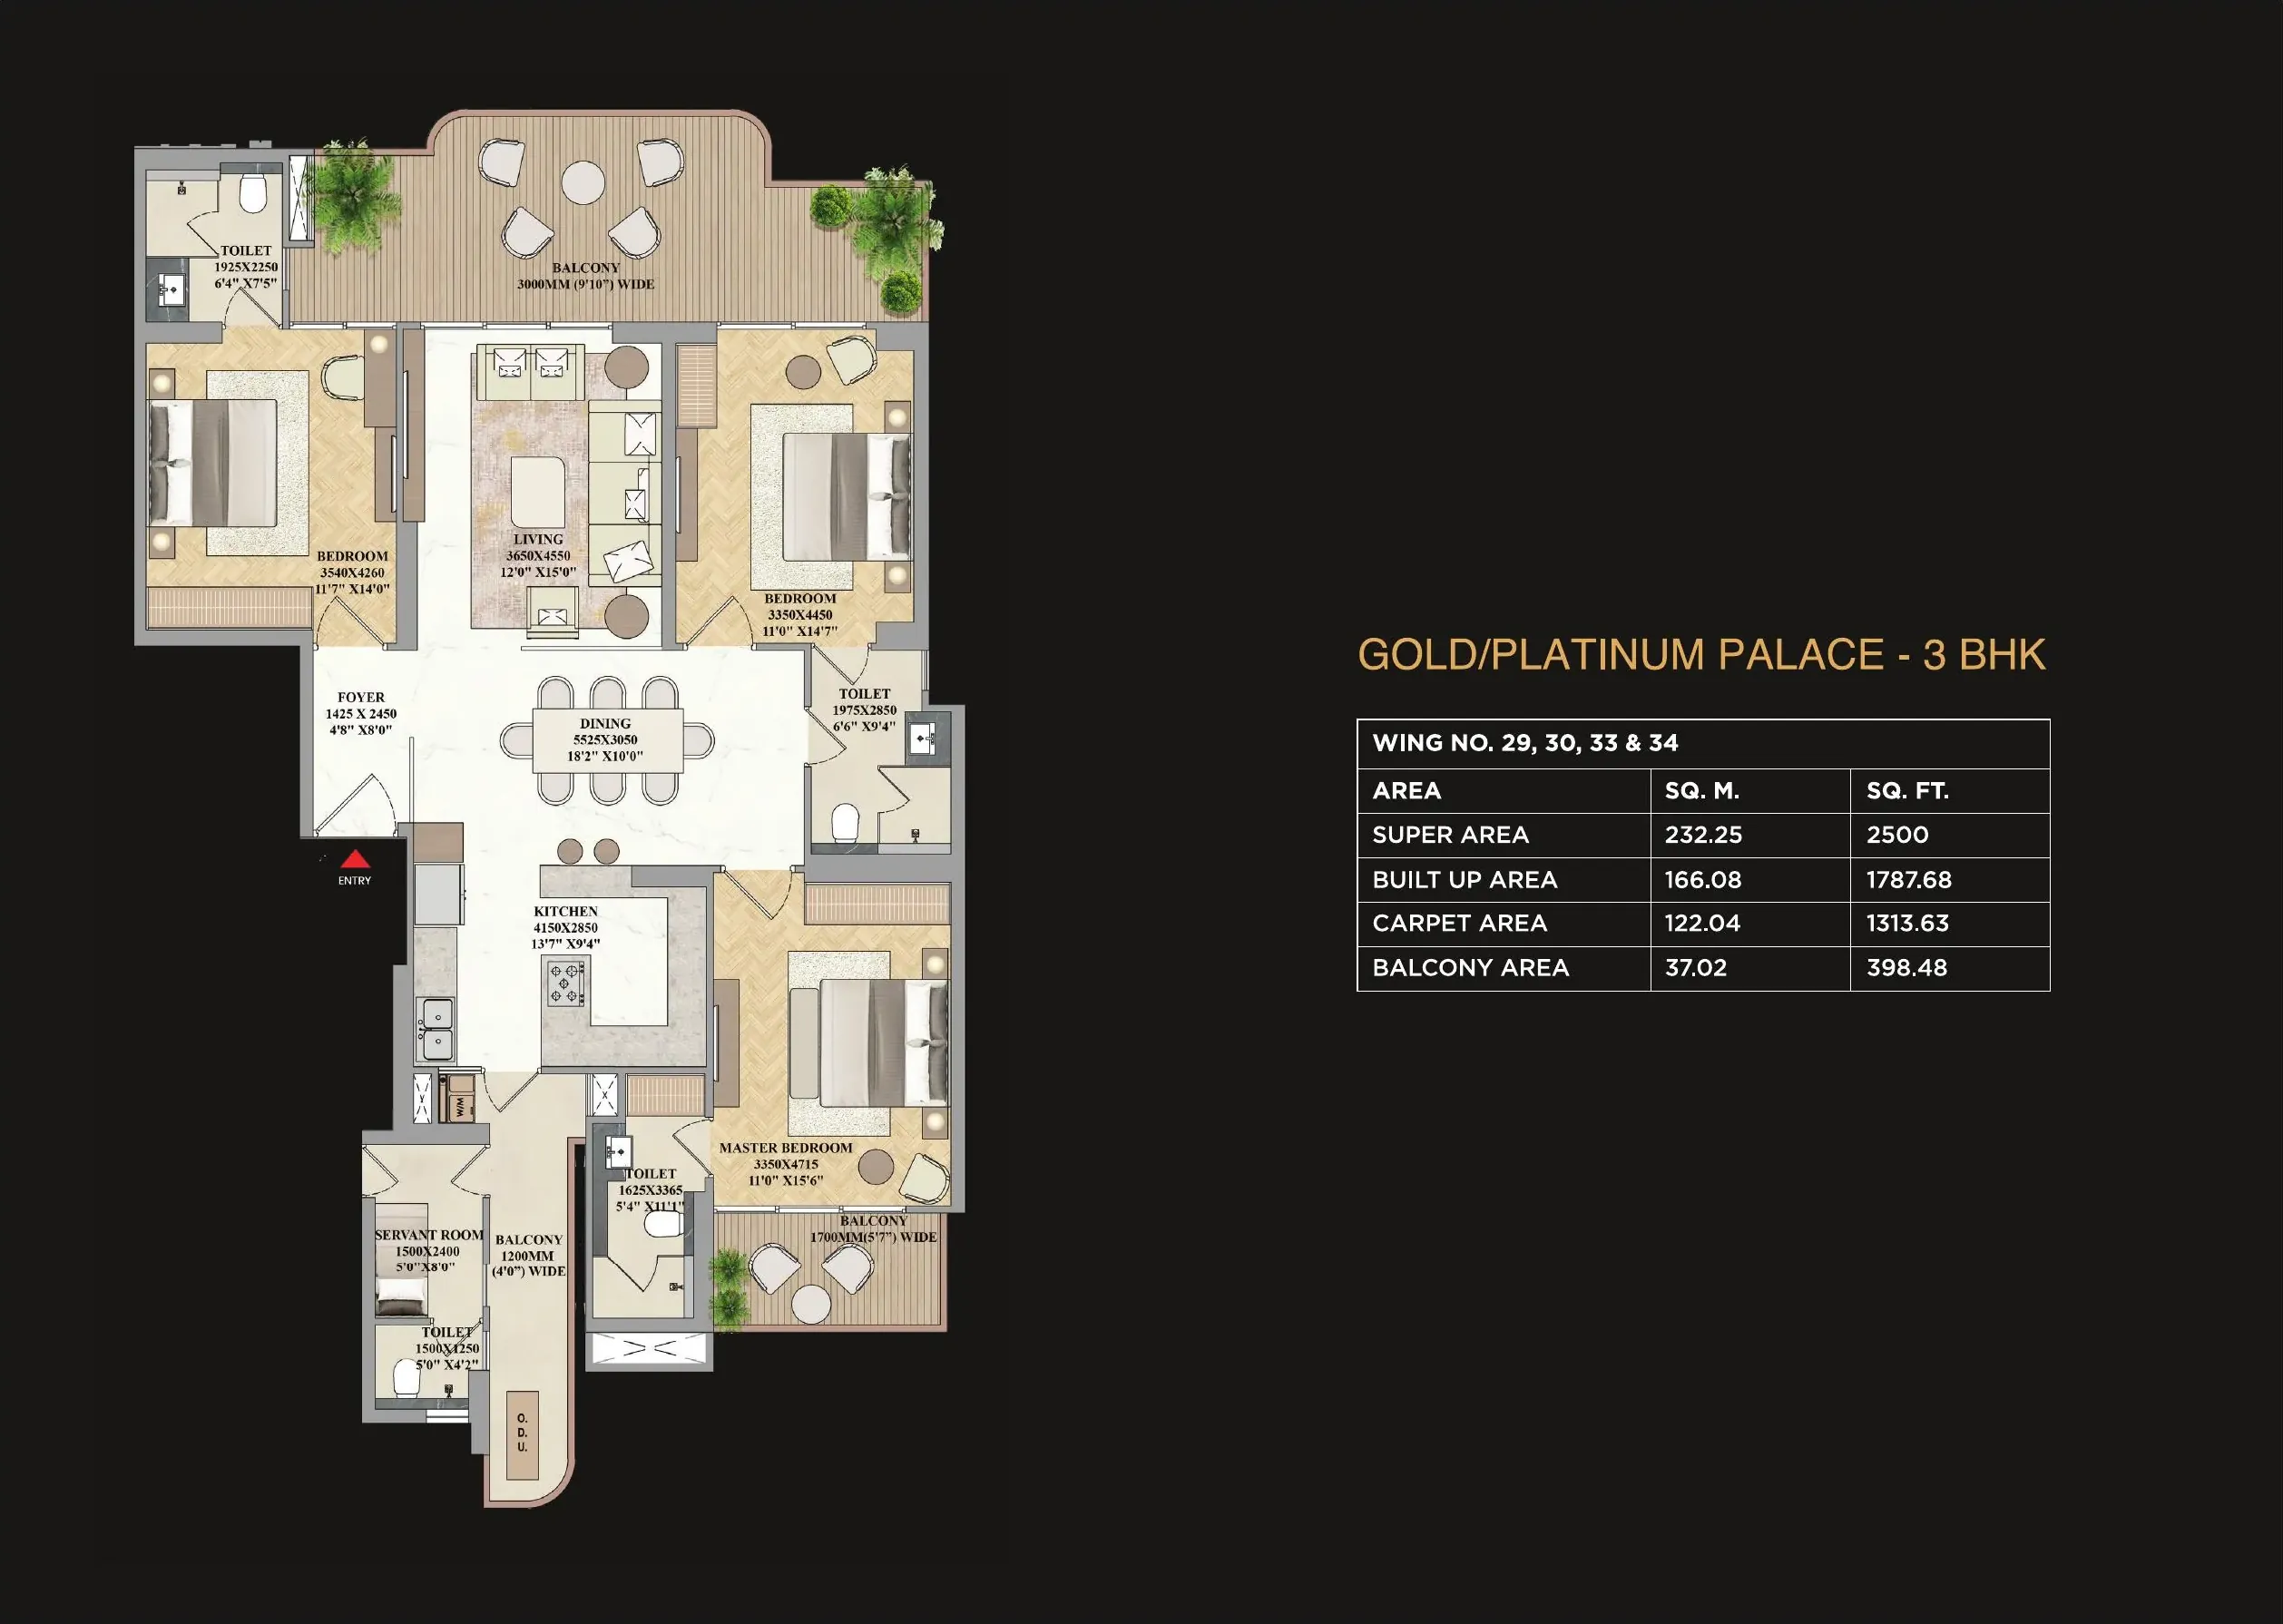 TOILET
1925X2250
6'4" X7'5"
BALCONY
3000MM (9'10") WIDE
BEDROOM
3540X4260
11'7" X14'0"
LIVING
3650X4550
12'0" X15'0"
BEDROOM
3350X4450
11'0" X14'7"
FOYER
1425 X 2450
4'8" X8'0"
DINING
5525X3050
18'2" X10'0"
TOILET
1975X2850
6'6" X9'4"
ENTRY
KITCHEN
4150X2850
13'7" X9'4"
W/M
Y
X
MASTER BEDROOM
3350X4715
11'0" X15'6"
TOILET
1625X3365
5'4" X11'1"
SERVANT ROOM
1500X2400
5'0"X8'0"
BALCONY
1200MM
(4'0") WIDE
BALCONY
1700MM(5'7") WIDE
TOILET
1500X1250
5'0" X4'2"
O.
D.
U.
GOLD/PLATINUM PALACE - 3 BHK
WING NO. 29, 30, 33 & 34
AREA SQ. M. SQ. FT.
SUPER AREA 232.25 2500
BUILT UP AREA 166.08 1787.68
CARPET AREA 122.04 1313.63
BALCONY AREA 37.02 398.48